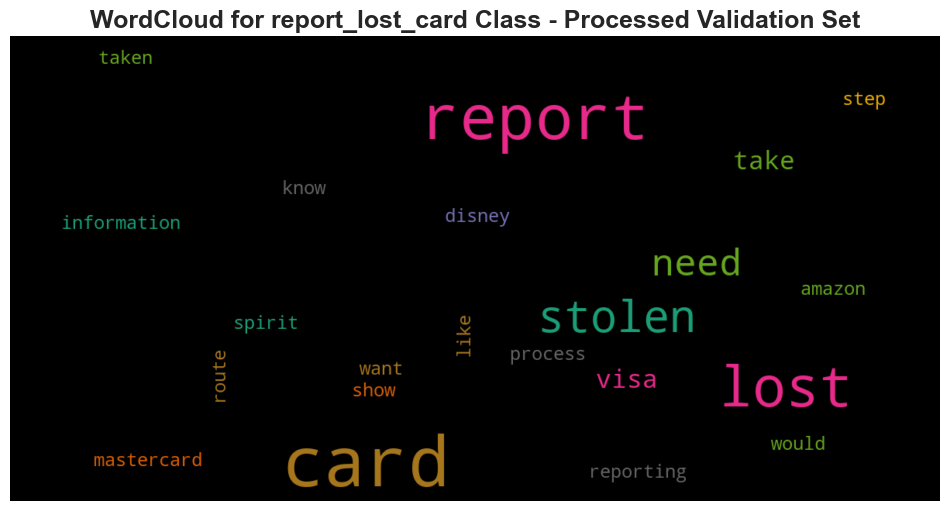 WordCloud for report_lost_card Class - Processed Validation Set
taken
step
report
take
know
disney
information
need
amazon
stolen
spirit
like
process
route
want
visa
show
lost
would
card
mastercard
reporting